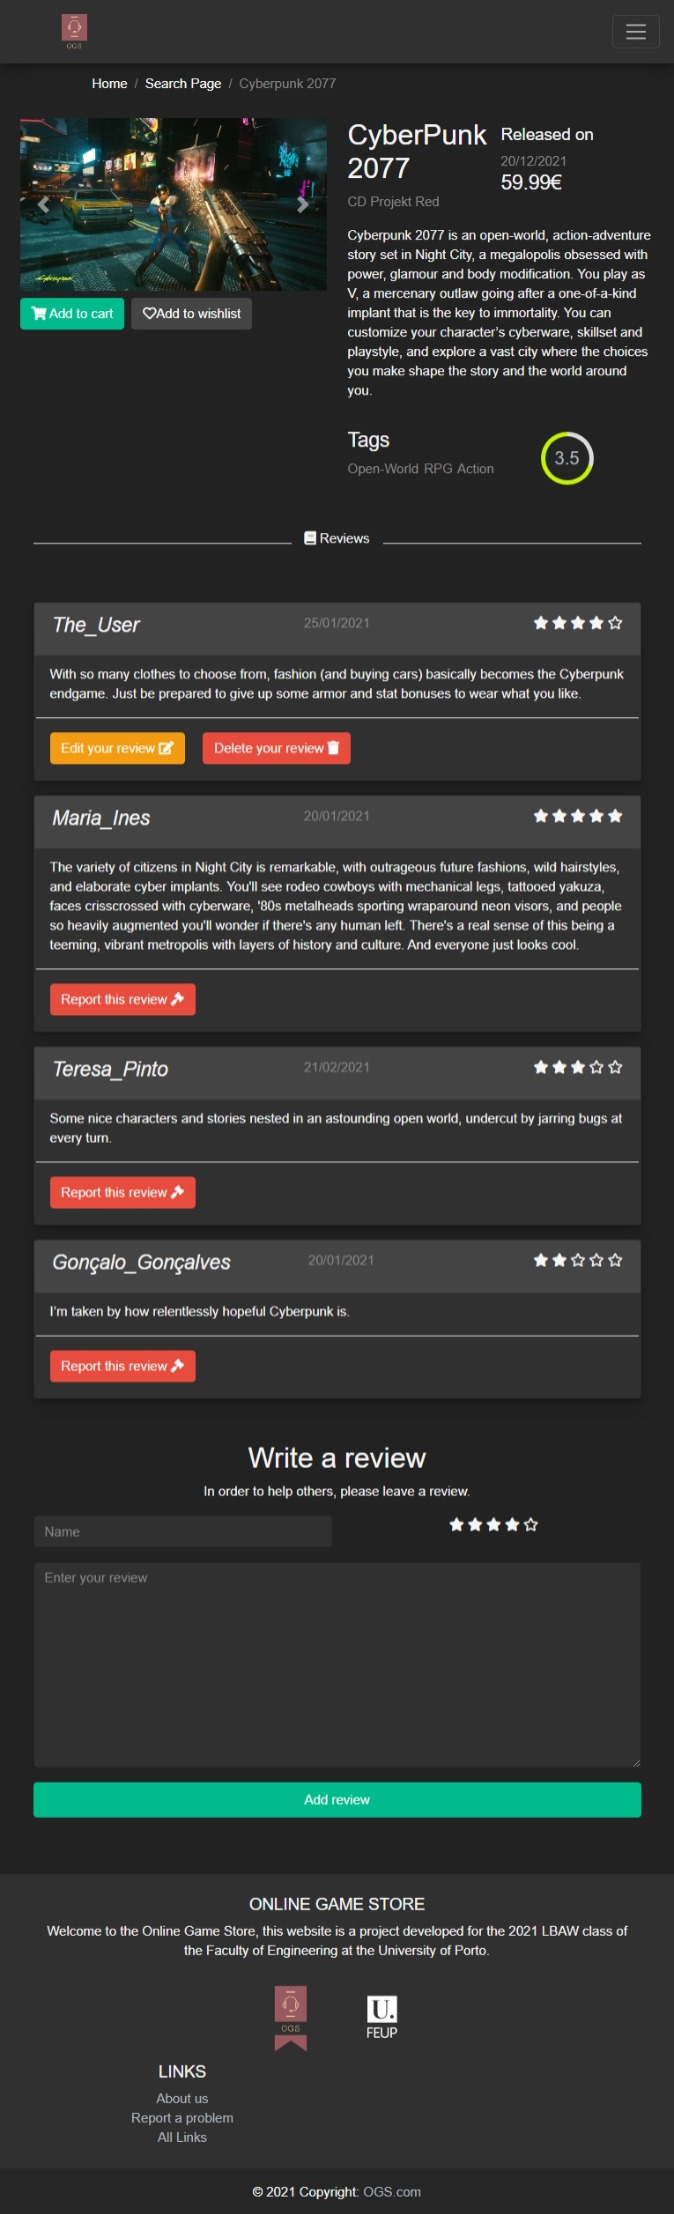 OGS
Home / Search Page / Cyberpunk 2077
CyberPunk
2077
CD Projekt Red
Released on
20/12/2021
59.99€
Cyberpunk
Add to cart
Add to wishlist
Cyberpunk 2077 is an open-world, action-adventure
story set in Night City, a megalopolis obsessed with
power, glamour and body modification. You play as
V, a mercenary outlaw going after a one-of-a-kind
implant that is the key to immortality. You can
customize your character's cyberware, skillset and
playstyle, and explore a vast city where the choices
you make shape the story and the world around
you.
Tags
Open-World RPG Action
3.5
Reviews
The_User 25/01/2021
With so many clothes to choose from, fashion (and buying cars) basically becomes the Cyberpunk
endgame. Just be prepared to give up some armor and stat bonuses to wear what you like.
Edit your review Delete your review
Maria_Ines 20/01/2021
The variety of citizens in Night City is remarkable, with outrageous future fashions, wild hairstyles,
and elaborate cyber implants. You'll see rodeo cowboys with mechanical legs, tattooed yakuza,
faces crisscrossed with cyberware, '80s metalheads sporting wraparound neon visors, and people
so heavily augmented you'll wonder if there's any human left. There's a real sense of this being a
teeming, vibrant metropolis with layers of history and culture. And everyone just looks cool.
Report this review
Teresa_Pinto 21/02/2021
Some nice characters and stories nested in an astounding open world, undercut by jarring bugs at
every turn.
Report this review
Gonçalo_Gonçalves 20/01/2021
I'm taken by how relentlessly hopeful Cyberpunk is.
Report this review
Write a review
In order to help others, please leave a review.
Name
Enter your review
Add review
ONLINE GAME STORE
Welcome to the Online Game Store, this website is a project developed for the 2021 LBAW class of
the Faculty of Engineering at the University of Porto.
OGS
U.
FEUP
LINKS
About us
Report a problem
All Links
© 2021 Copyright: OGS.com